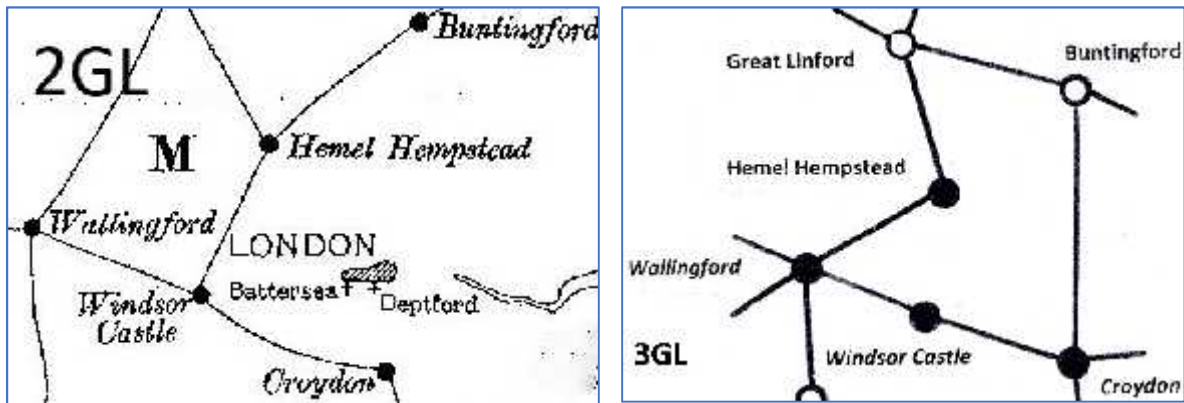 2GL
Buntingford
M
Hemel Hempstead
Wallingford
LONDON
Battersea
Deptford
Windsor
Castle
Croydon
Great Linford
Buntingford
Hemel Hempstead
Wallingford
3GL
Windsor Castle
Croydon